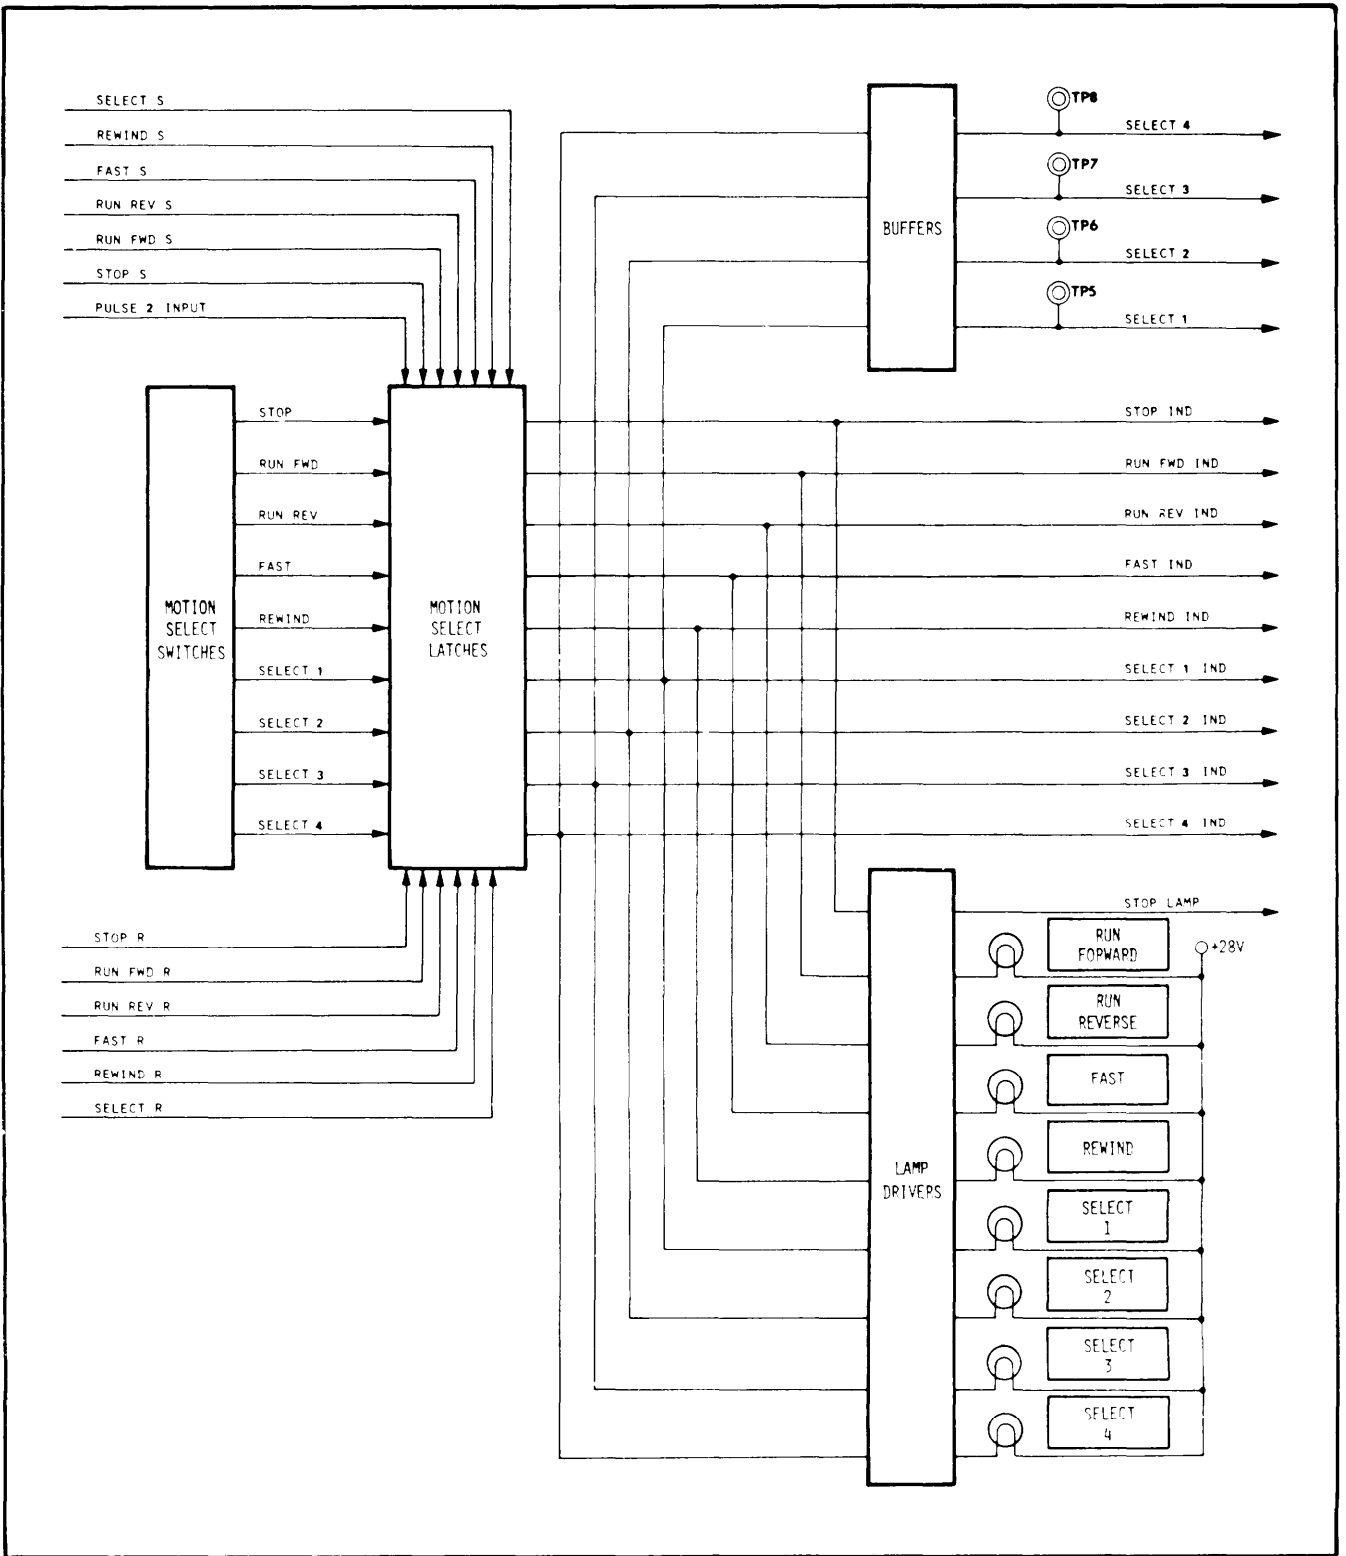 SELECT S
REWIND S
FAST S
RUN REV S
RUN FWD S
STOP S
PULSE 2 INPUT
TP8
SELECT 4
TP7
SELECT 3
TP6
SELECT 2
TP5
SELECT 1
BUFFERS
MOTION
SELECT
SWITCHES
STOP
RUN FWD
RUN REV
FAST
REWIND
SELECT 1
SELECT 2
SELECT 3
SELECT 4
MOTION
SELECT
LATCHES
STOP IND
RUN FWD IND
RUN REV IND
FAST IND
REWIND IND
SELECT 1 IND
SELECT 2 IND
SELECT 3 IND
SELECT 4 IND
STOP R
RUN FWD R
RUN REV R
FAST R
REWIND R
SELECT R
LAMP
DRIVERS
STOP LAMP
+28V
RUN
FORWARD
RUN
REVERSE
FAST
REWIND
SELECT
1
SELECT
2
SELECT
3
SELECT
4